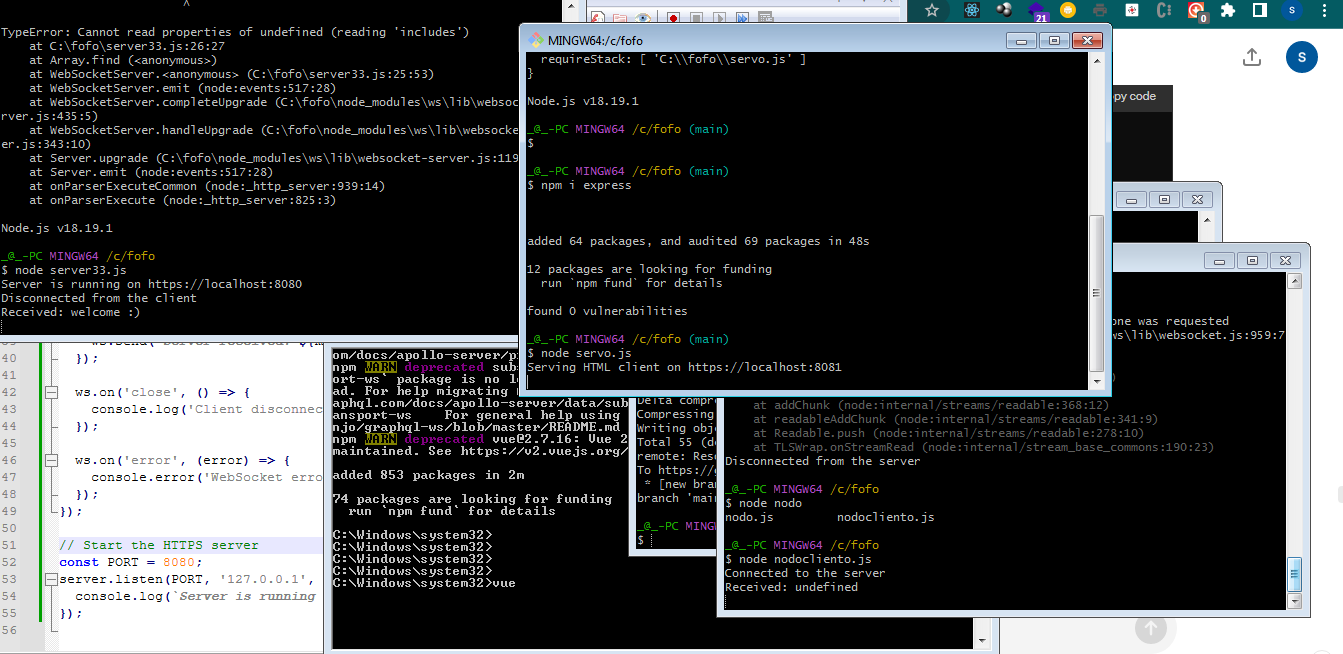 TypeError: Cannot read properties of undefined (reading 'includes')
    at C:\fofo\server33.js:26:27
    at Array.find (<anonymous>)
    at WebSocketServer.<anonymous> (C:\fofo\server33.js:25:53)
    at WebSocketServer.emit (node:events:517:28)
    at WebSocketServer.completeUpgrade (C:\fofo\node_modules\ws\lib\websoc
rver.js:435:5)
    at WebSocketServer.handleUpgrade (C:\fofo\node_modules\ws\lib\websocke
er.js:343:10)
    at Server.upgrade (C:\fofo\node_modules\ws\lib\websocket-server.js:119
    at Server.emit (node:events:517:28)
    at onParserExecuteCommon (node:_http_server:939:14)
    at onParserExecute (node:_http_server:825:3)
Node.js v18.19.1
_@_-PC MINGW64 /c/fofo
$ node server33.js
Server is running on https://localhost:8080
Disconnected from the client
Received: welcome :)
MINGW64:/c/fofo
  requireStack: [ 'C:\\fofo\\servo.js' ]
}
Node.js v18.19.1
_@_-PC MINGW64 /c/fofo (main)
$
_@_-PC MINGW64 /c/fofo (main)
$ npm i express
added 64 packages, and audited 69 packages in 48s
12 packages are looking for funding
  run `npm fund` for details
found 0 vulnerabilities
_@_-PC MINGW64 /c/fofo (main)
$ node servo.js
Serving HTML client on https://localhost:8081
21
0
S
S
py code
40   });
41
42   ws.on('close', () => {
43     console.log('Client disconnec
44   });
45
46   ws.on('error', (error) => {
47     console.error('WebSocket erro
48   });
49 });
50
51 // Start the HTTPS server
52 const PORT = 8080;
53 server.listen(PORT, '127.0.0.1',
54   console.log(`Server is running
55 });
56
om/docs/apollo-server/p
npm WARN deprecated sub
ort-ws` package is no l
ad. For help migrating
aphql.com/docs/apollo-server/data/sub
ansport-ws    For general help using
njo/graphql-ws/blob/master/README.md
npm WARN deprecated vue@2.7.16: Vue 2
maintained. See https://v2.vuejs.org/
added 853 packages in 2m
74 packages are looking for funding
  run `npm fund` for details
C:\Windows\system32>
C:\Windows\system32>
C:\Windows\system32>
C:\Windows\system32>
C:\Windows\system32>vue
Delta compr
Compressing
Writing obj
Total 55 (de
remote: Reso
To https://g
 * [new bran
branch 'mai
_@_-PC MING
$
one was requested
ws\lib\websocket.js:959:7
    at addChunk (node:internal/streams/readable:368:12)
    at readableAddChunk (node:internal/streams/readable:341:9)
    at Readable.push (node:internal/streams/readable:278:10)
    at TLSWrap.onStreamRead (node:internal/stream_base_commons:190:23)
Disconnected from the server
_@_-PC MINGW64 /c/fofo
$ node nodo
nodo.js         nodocliento.js
_@_-PC MINGW64 /c/fofo
$ node nodocliento.js
Connected to the server
Received: undefined